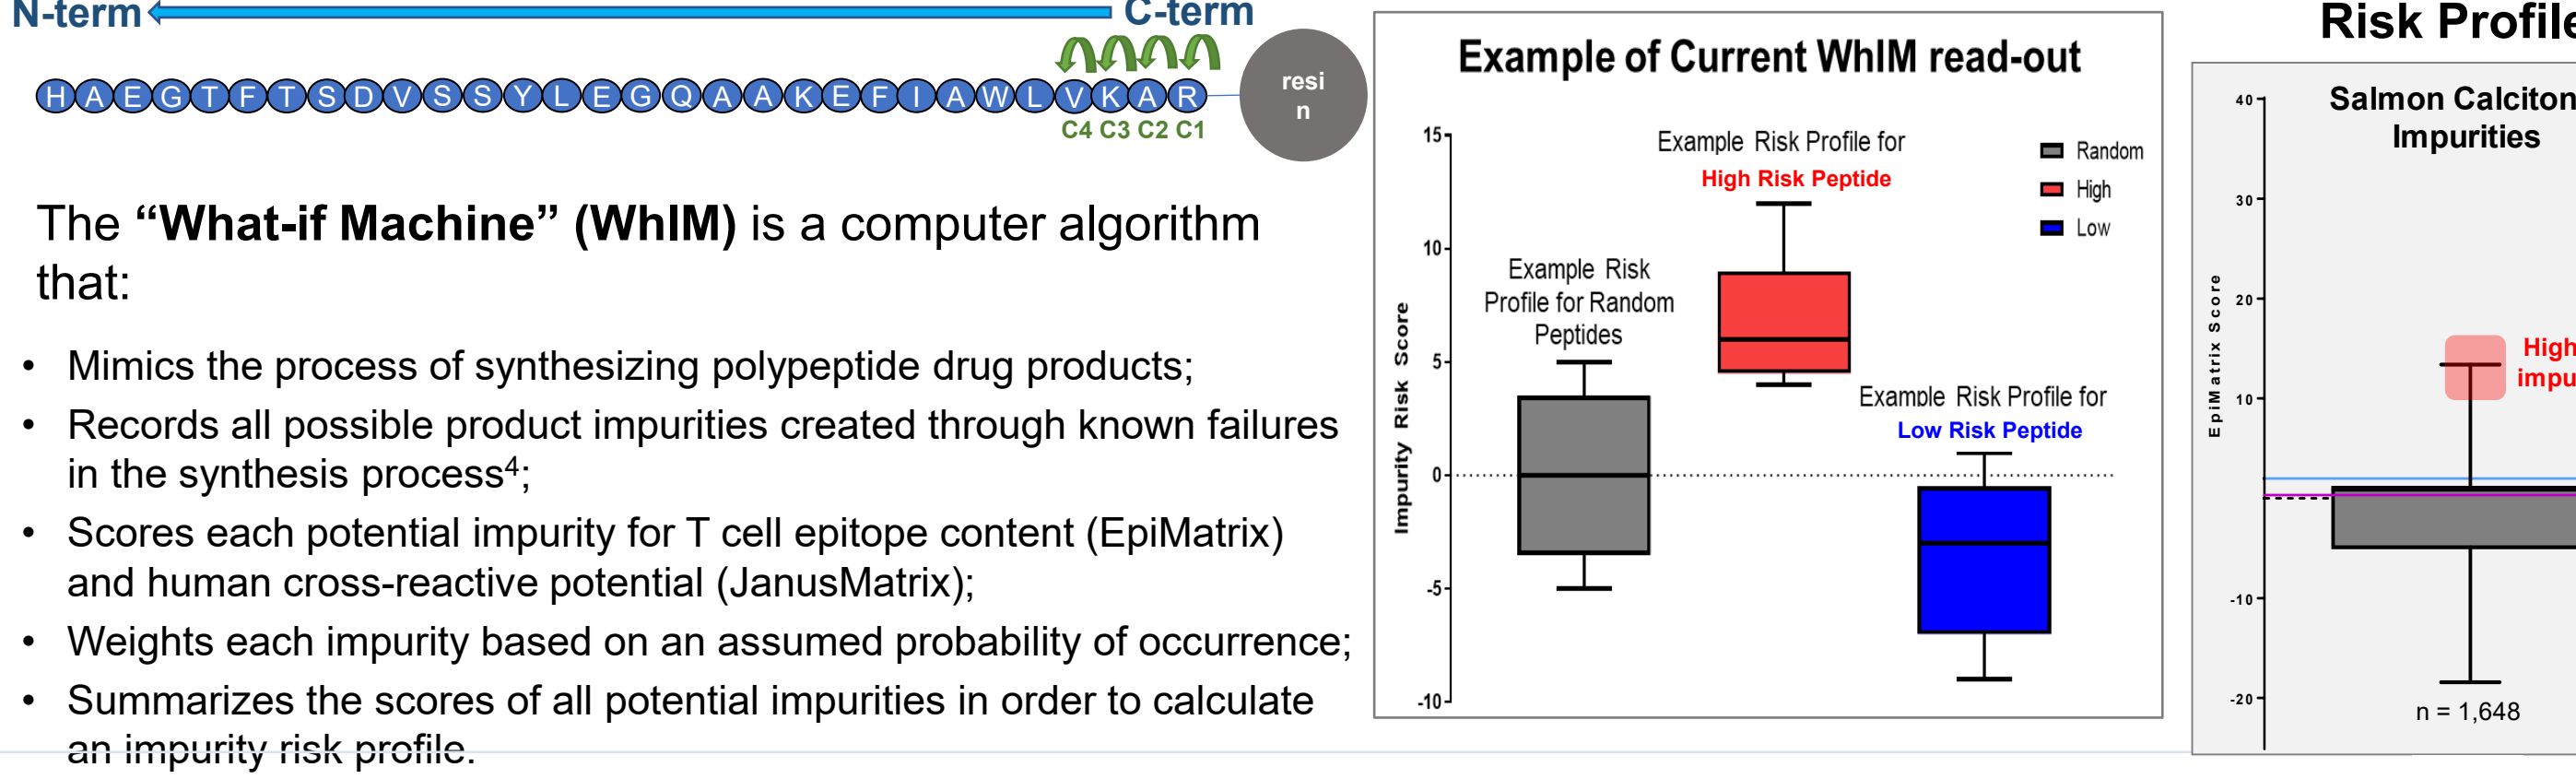 N-term C-term
H A E G T F T S D V S S Y L E G Q A A K E F I A W L V K A R
resi
n
C4 C3 C2 C1
The “What-if Machine” (WhIM) is a computer algorithm
that:
• Mimics the process of synthesizing polypeptide drug products;
• Records all possible product impurities created through known failures
in the synthesis process4;
• Scores each potential impurity for T cell epitope content (EpiMatrix)
and human cross-reactive potential (JanusMatrix);
• Weights each impurity based on an assumed probability of occurrence;
• Summarizes the scores of all potential impurities in order to calculate
an impurity risk profile.
Example of Current WhIM read-out
Impurity Risk Score
15
10
5
0
-5
-10
Example Risk
Profile for Random
Peptides
Example Risk Profile for
High Risk Peptide
Example Risk Profile for
Low Risk Peptide
Random
High
Low
Risk Profile
Salmon Calciton
Impurities
EpiMatrix Score
40
30
20
10
-10
-20
High
impu
n = 1,648